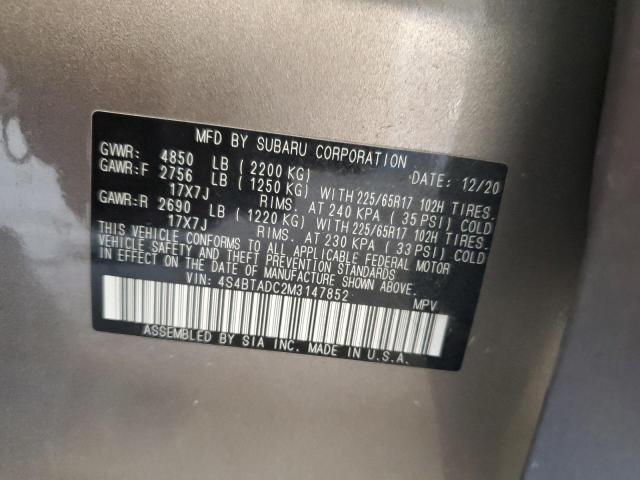 MFD BY SUBARU CORPORATION DATE: 12/20
GVWR: 4850 LB (2200 KG)
GAWR:F 2756 LB (1250 KG) WITH 225/65R17 102H TIRES.
17X7J RIMS. AT 240 KPA (35 PSI) COLD
GAWR:R 2690 LB (1220 KG) WITH 225/65R17 102H TIRES.
17X7J RIMS. AT 230 KPA (33 PSI) COLD
THIS VEHICLE CONFORMS TO ALL APPLICABLE FEDERAL MOTOR
VEHICLE SAFETY AND THEFT PREVENTION STANDARDS
IN EFFECT ON THE DATE OF MANUFACTURE SHOWN ABOVE.
VIN: 4S4BTADC2M3147852 MPV
ASSEMBLED BY SIA INC. MADE IN U.S.A.